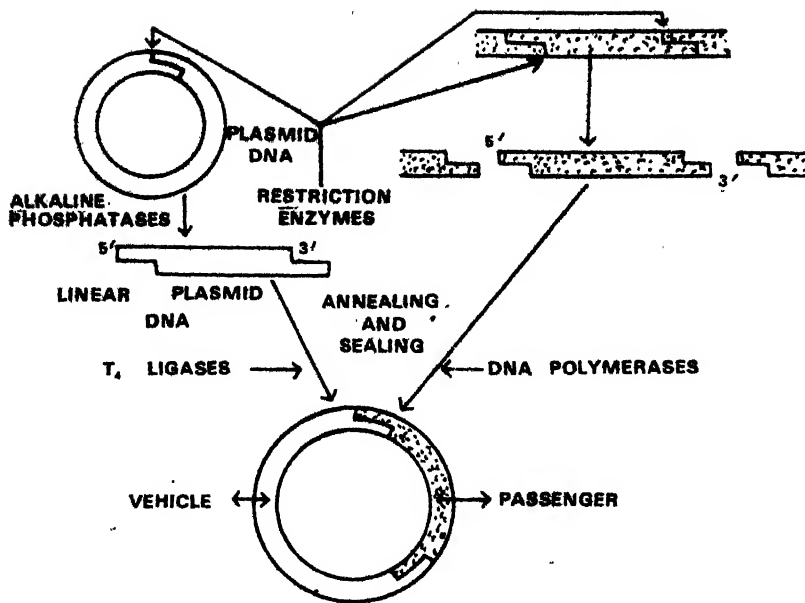 PLASMID
DNA
RESTRICTION
ENZYMES
ALKALINE
PHOSPHATASES
5′
3′
5′ 3′
LINEAR PLASMID
DNA
ANNEALING
AND
SEALING
T₄ LIGASES
DNA POLYMERASES
VEHICLE
PASSENGER